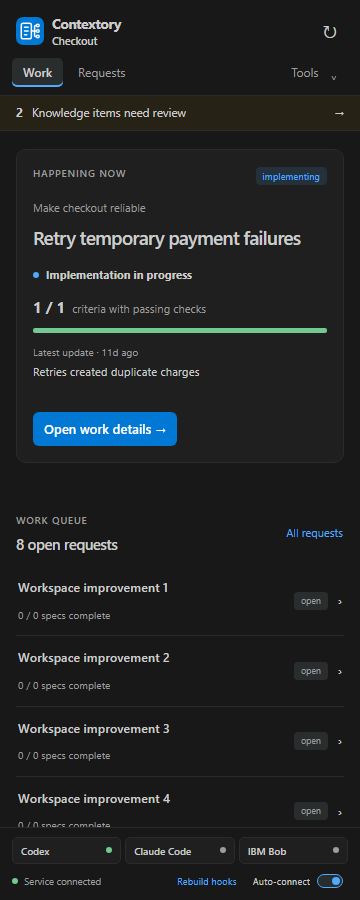 Contextory
Checkout
Work Requests Tools
2 Knowledge items need review →
HAPPENING NOW implementing
Make checkout reliable
Retry temporary payment failures
Implementation in progress
1 / 1 criteria with passing checks
Latest update · 11d ago
Retries created duplicate charges
Open work details →
WORK QUEUE
8 open requests All requests
Workspace improvement 1
0 / 0 specs complete open
Workspace improvement 2
0 / 0 specs complete open
Workspace improvement 3
0 / 0 specs complete open
Workspace improvement 4
0 / 0 specs complete open
Codex Claude Code IBM Bob
Service connected Rebuild hooks Auto-connect